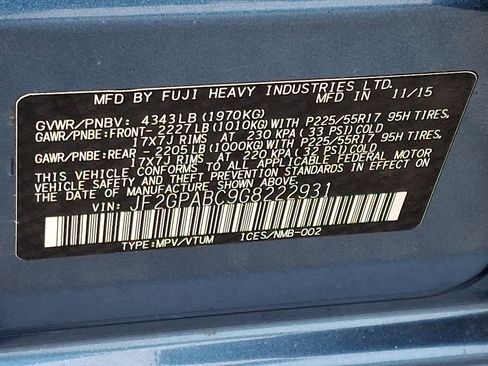 MFD BY FUJI HEAVY INDUSTRIES LTD.
MFD IN 11/15
GVWR/PNBV: 4343LB (1970KG)
GAWR/PNBE: FRONT- 2227LB (1010KG) WITH P225/55R17 95H TIRES,
17X7J RIMS AT 230 KPA (33 PSI) COLD
GAWR/PNBE: REAR - 2205LB (1000KG) WITH P225/55R17 95H TIRES,
17X7J RIMS AT 220 KPA (32 PSI) COLD
THIS VEHICLE CONFORMS TO ALL APPLICABLE FEDERAL MOTOR
VEHICLE SAFETY AND THEFT PREVENTION STANDARDS IN EFFECT ON
THE DATE OF MANUFACTURE SHOWN ABOVE.
VIN: JF2GPABC9G8222931
TYPE:MPV/VTUM ICES/NMB-002